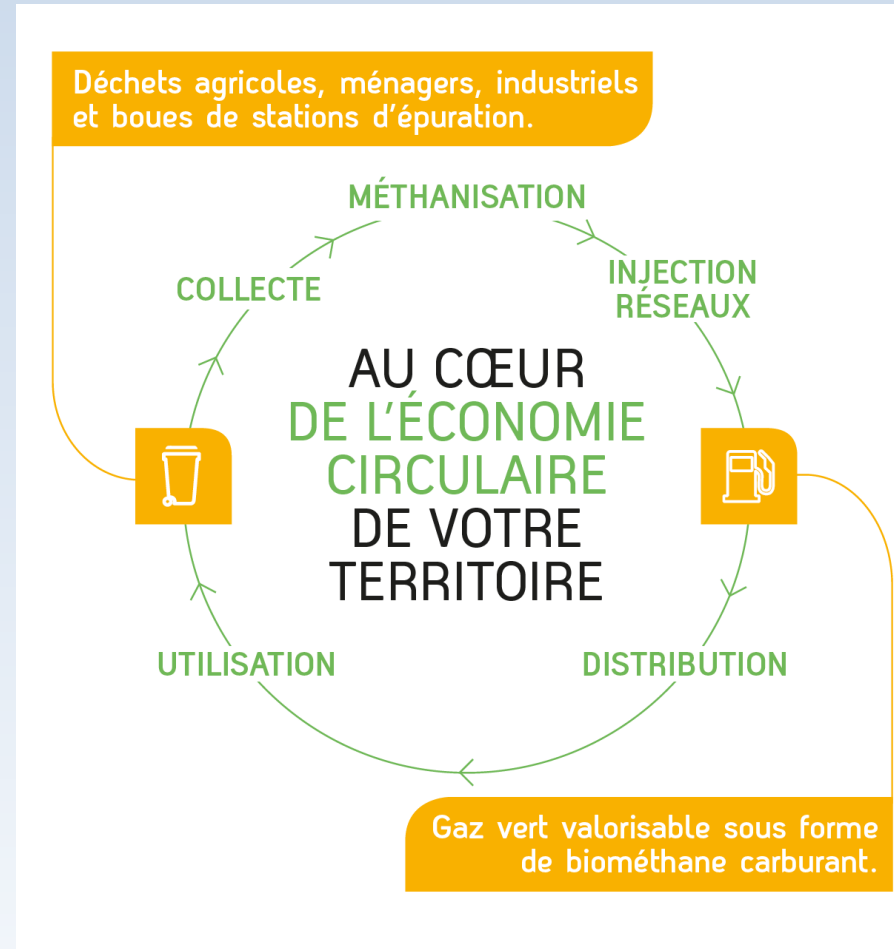 Déchets agricoles, ménagers, industriels
et boues de stations d'épuration.
MÉTHANISATION
COLLECTE
INJECTION
RÉSEAUX
AU CŒUR
DE L'ÉCONOMIE
CIRCULAIRE
DE VOTRE
TERRITOIRE
UTILISATION
DISTRIBUTION
Gaz vert valorisable sous forme
de biométhane carburant.